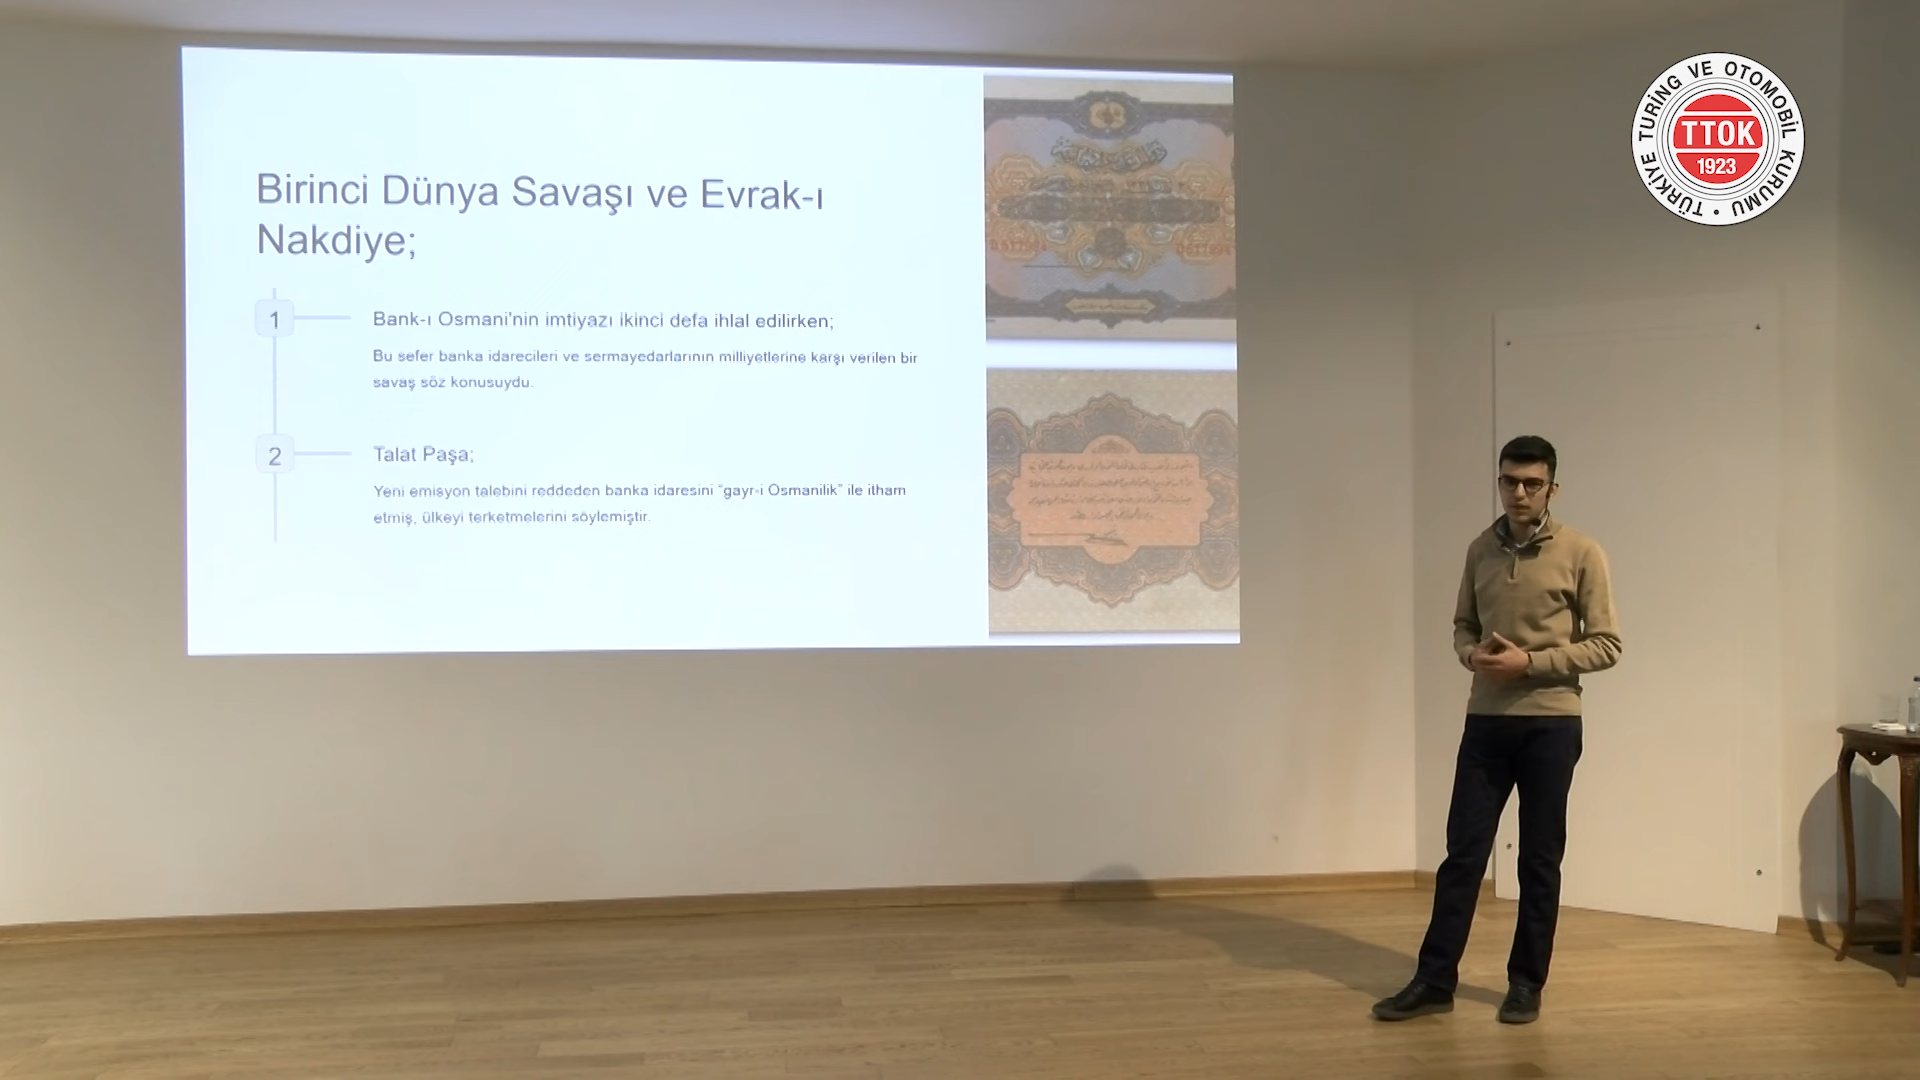 Birinci Dünya Savaşı ve Evrak-ı
Nakdiye;
1
Bank-ı Osmani'nin imtiyazı ikinci defa ihlal edilirken;
Bu sefer banka idarecileri ve sermayedarlarının milliyetlerine karşı verilen bir
savaş söz konusuydu.
2
Talat Paşa;
Yeni emisyon talebini reddeden banka idaresini “gayr-i Osmanilik” ile itham
etmiş, ülkeyi terketmelerini söylemiştir.
TÜRKİYE TURİNG VE OTOMOBİL KURUMU
TTOK
1923